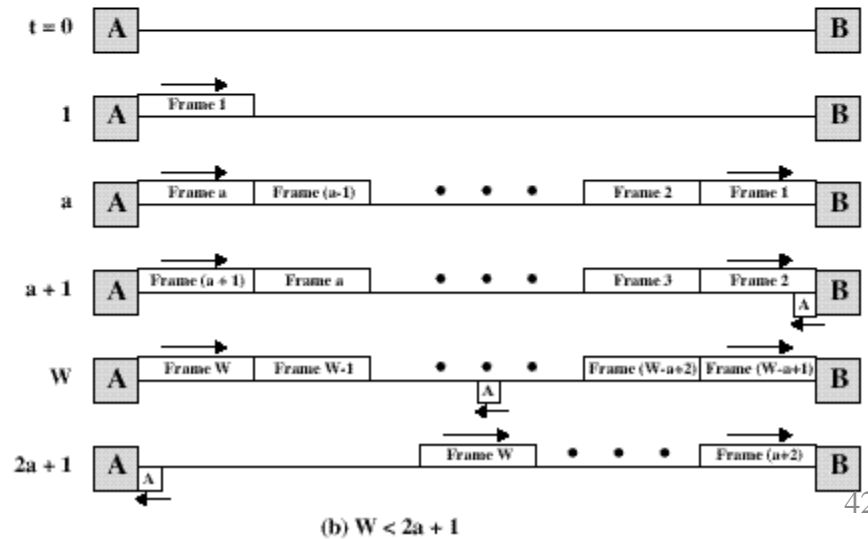 t = 0 A B
1 A Frame 1 B
a A Frame a Frame (a-1) • • • Frame 2 Frame 1 B
a + 1 A Frame (a + 1) Frame a • • • Frame 3 Frame 2 A B
W A Frame W Frame W-1 • • • A Frame (W-a+2) Frame (W-a+1) B
2a + 1 A A Frame W • • • Frame (a+2) B
42
(b) W < 2a + 1